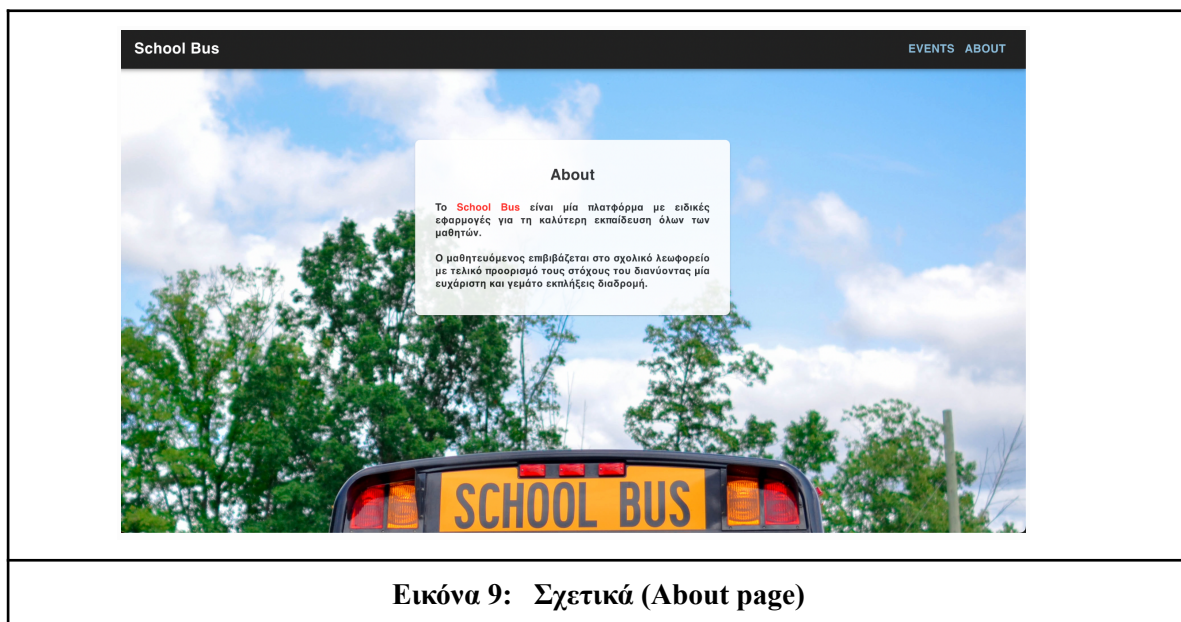 School Bus
EVENTS ABOUT
About
Το School Bus είναι μία πλατφόρμα με ειδικές
εφαρμογές για τη καλύτερη εκπαίδευση όλων των
μαθητών.
Ο μαθητευόμενος επιβιβάζεται στο σχολικό λεωφορείο
με τελικό προορισμό τους στόχους του διανύοντας μία
ευχάριστη και γεμάτο εκπλήξεις διαδρομή.
SCHOOL BUS
Εικόνα 9: Σχετικά (About page)